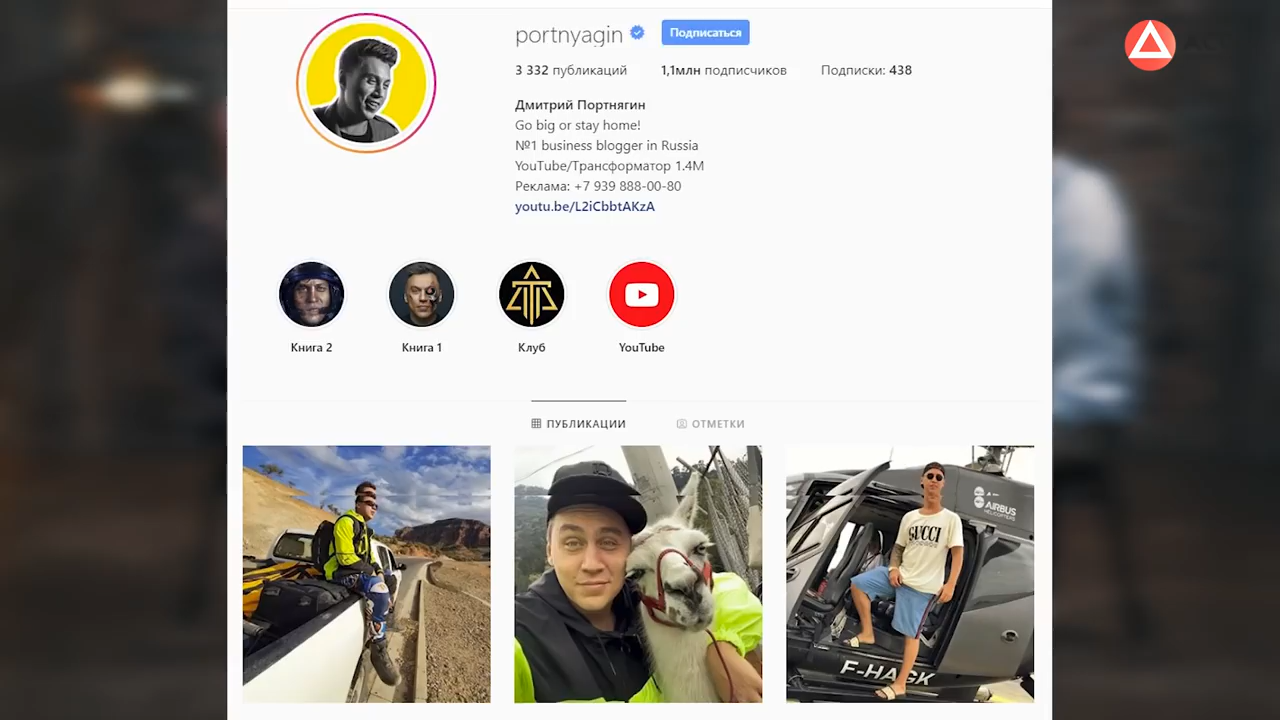 portnyagin
Подписаться
3 332 публикаций 1,1млн подписчиков Подписки: 438
Дмитрий Портнягин
Go big or stay home!
№1 business blogger in Russia
YouTube/Трансформатор 1.4M
Реклама: +7 939 888-00-80
youtu.be/L2iCbbtAKzA
Книга 2 Книга 1 Клуб YouTube
ПУБЛИКАЦИИ ОТМЕТКИ
AIRBUS
HELICOPTERS
GUCCI
F-HAGK